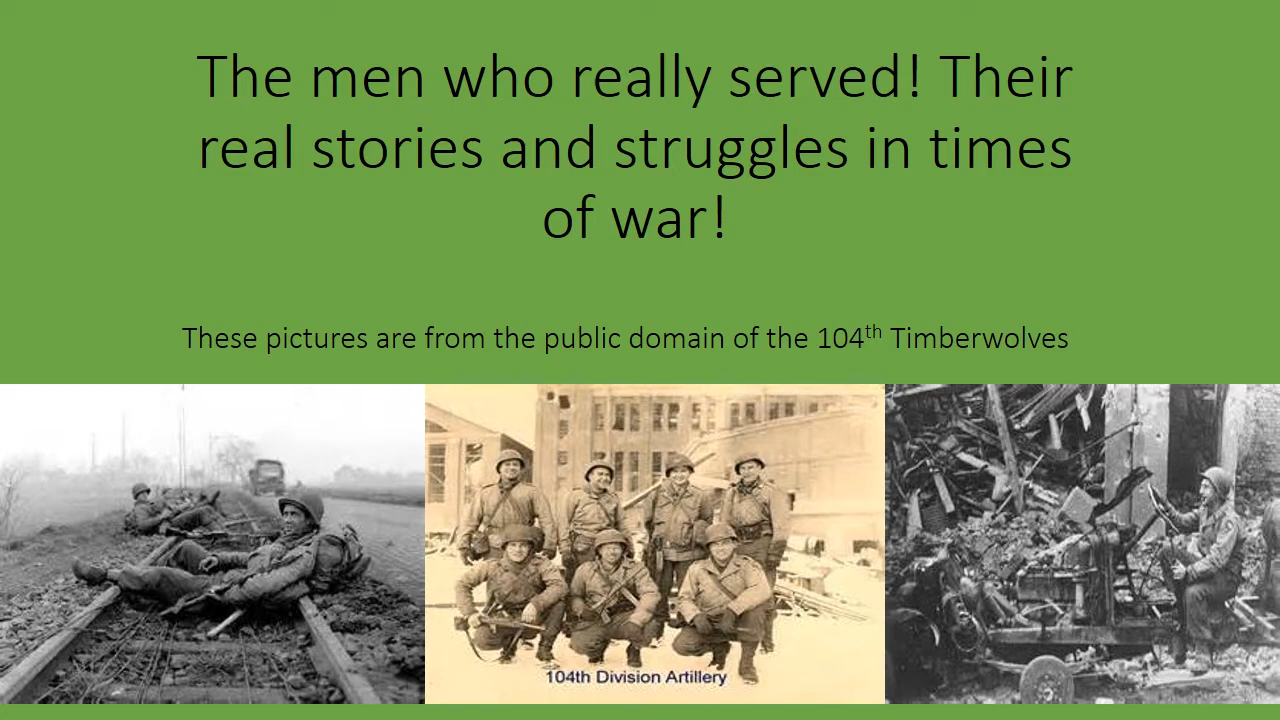 The men who really served! Their
real stories and struggles in times
of war!
These pictures are from the public domain of the 104th Timberwolves
104th Division Artillery